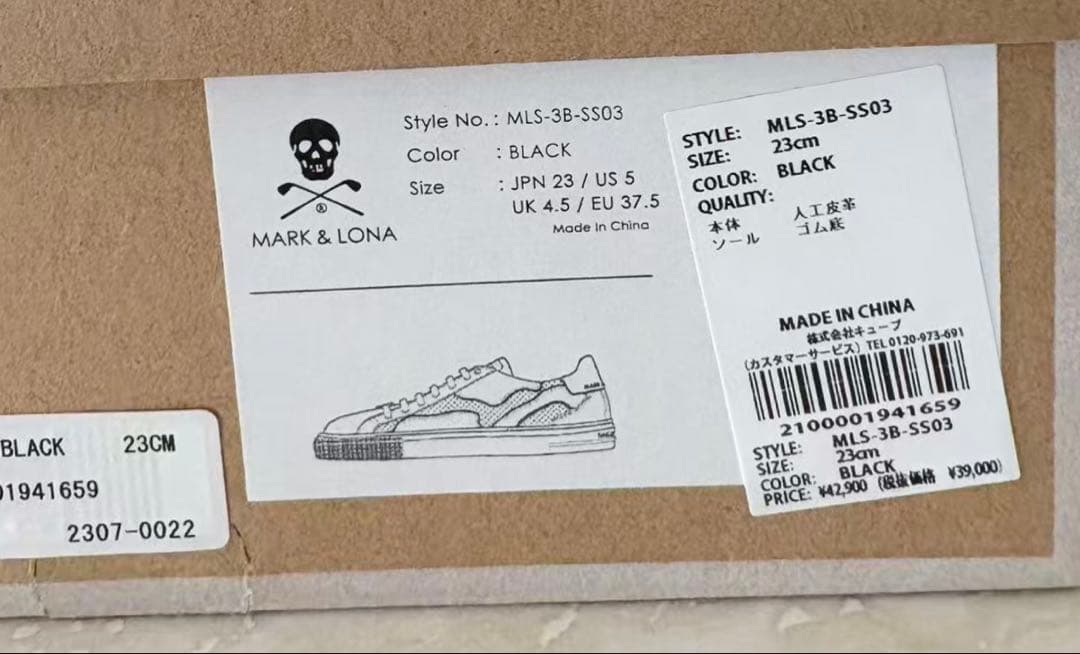 MARK & LONA
Style No. : MLS-3B-SS03
Color : BLACK
Size : JPN 23 / US 5
UK 4.5 / EU 37.5
Made In China
STYLE: MLS-3B-SS03
SIZE: 23cm
COLOR: BLACK
QUALITY:
本体 人工皮革
ソール ゴム底
MADE IN CHINA
株式会社キューブ
(カスタマーサービス) TEL 0120-973-691
2100001941659
STYLE: MLS-3B-SS03
SIZE: 23cm
COLOR: BLACK
PRICE: ¥42,900 (税抜価格 ¥39,000)
BLACK 23CM
01941659
2307-0022